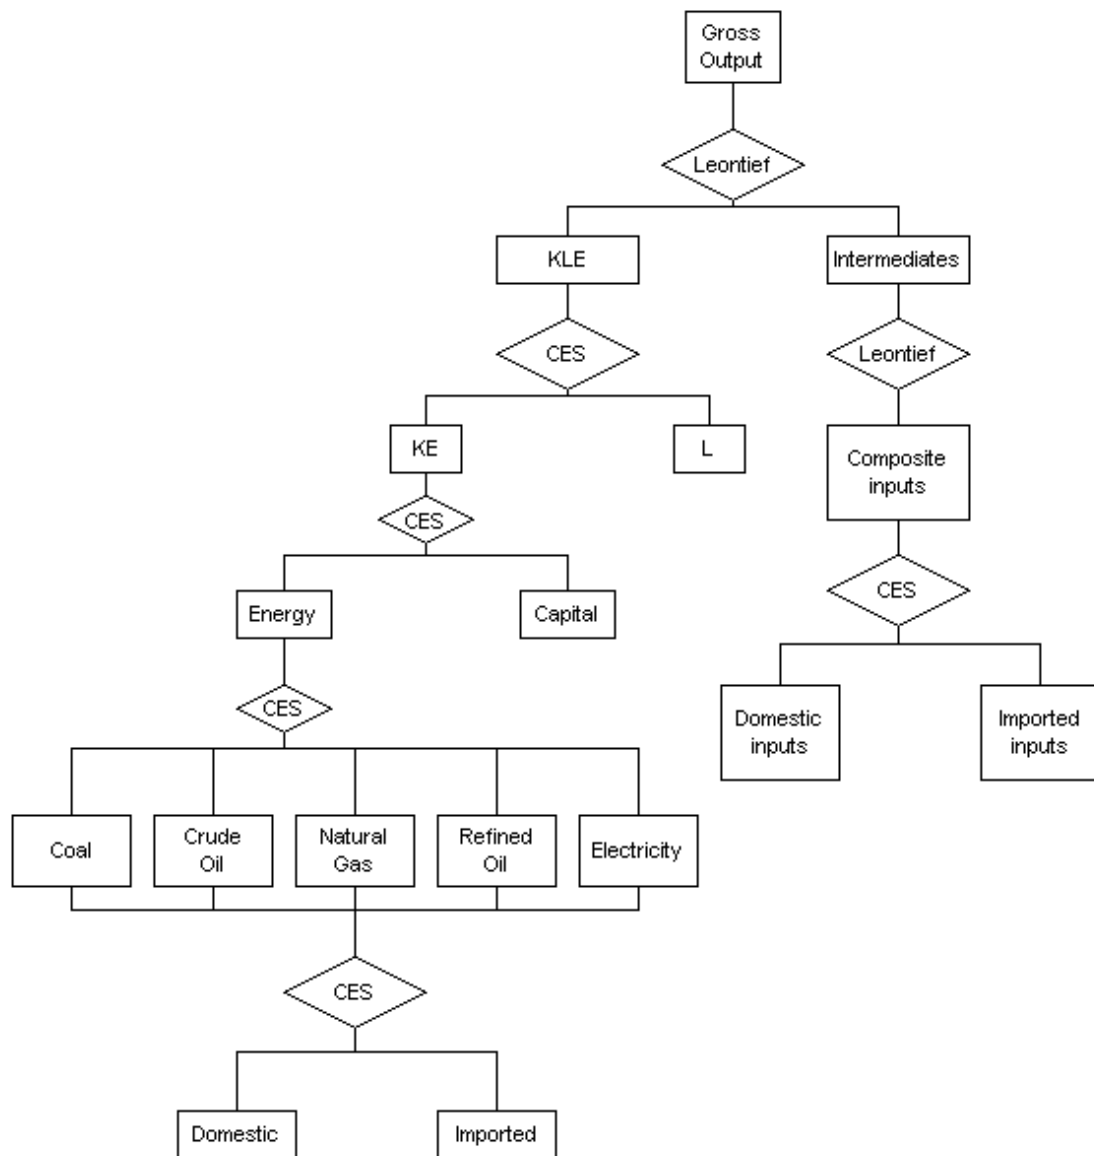 Gross
Output
Leontief
KLE
Intermediates
CES
Leontief
KE
L
Composite
inputs
CES
Energy
Capital
CES
CES
Domestic
inputs
Imported
inputs
Coal
Crude
Oil
Natural
Gas
Refined
Oil
Electricity
CES
Domestic
Imported